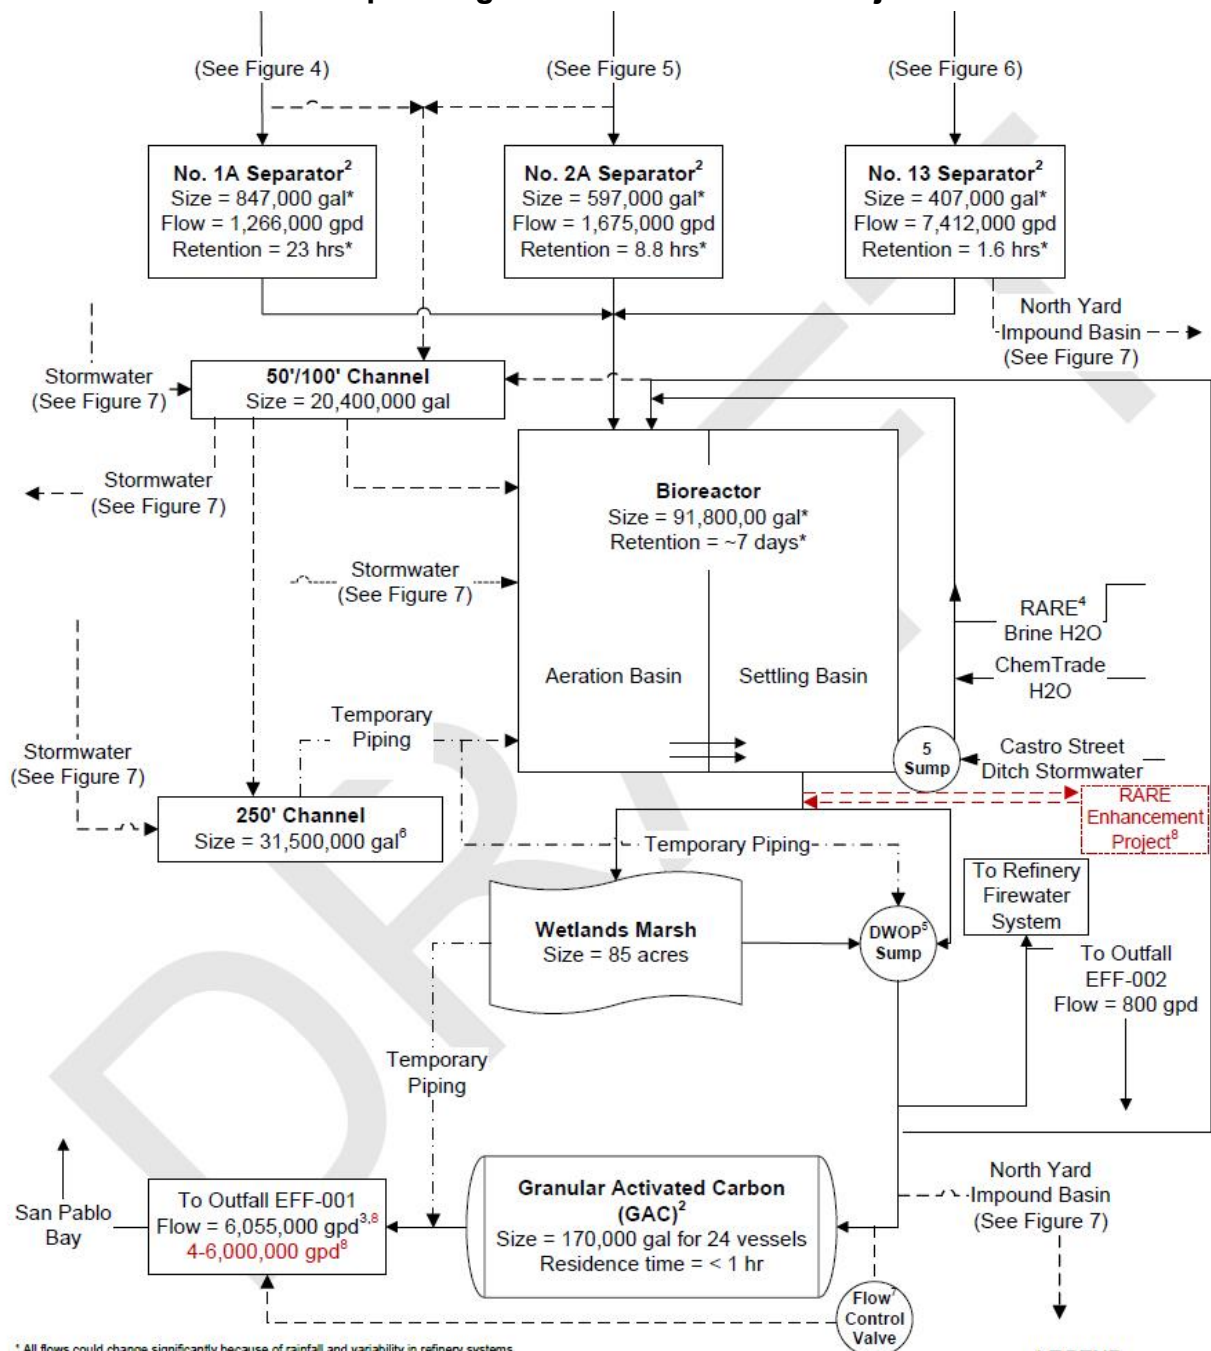 (See Figure 4)
(See Figure 5)
(See Figure 6)
No. 1A Separator2
Size = 847,000 gal*
Flow = 1,266,000 gpd
Retention = 23 hrs*
No. 2A Separator2
Size = 597,000 gal*
Flow = 1,675,000 gpd
Retention = 8.8 hrs*
No. 13 Separator2
Size = 407,000 gal*
Flow = 7,412,000 gpd
Retention = 1.6 hrs*
North Yard
Impound Basin
(See Figure 7)
Stormwater
(See Figure 7)
50'/100' Channel
Size = 20,400,000 gal
Stormwater
(See Figure 7)
Bioreactor
Size = 91,800,00 gal*
Retention = ~7 days*
Stormwater
(See Figure 7)
RARE4
Brine H2O
ChemTrade
H2O
Aeration Basin
Settling Basin
Temporary
Piping
5
Sump
Castro Street
Ditch Stormwater
Stormwater
(See Figure 7)
250' Channel
Size = 31,500,000 gal6
RARE
Enhancement
Project8
Temporary Piping
To Refinery
Firewater
System
Wetlands Marsh
Size = 85 acres
DWOP5
Sump
To Outfall
EFF-002
Flow = 800 gpd
Temporary
Piping
San Pablo
Bay
To Outfall EFF-001
Flow = 6,055,000 gpd3,8
4-6,000,000 gpd8
Granular Activated Carbon
(GAC)2
Size = 170,000 gal for 24 vessels
Residence time = < 1 hr
North Yard
Impound Basin
(See Figure 7)
Flow7
Control
Valve
* All flows could change significantly because of rainfall and variability in refinery systems
DRAFT